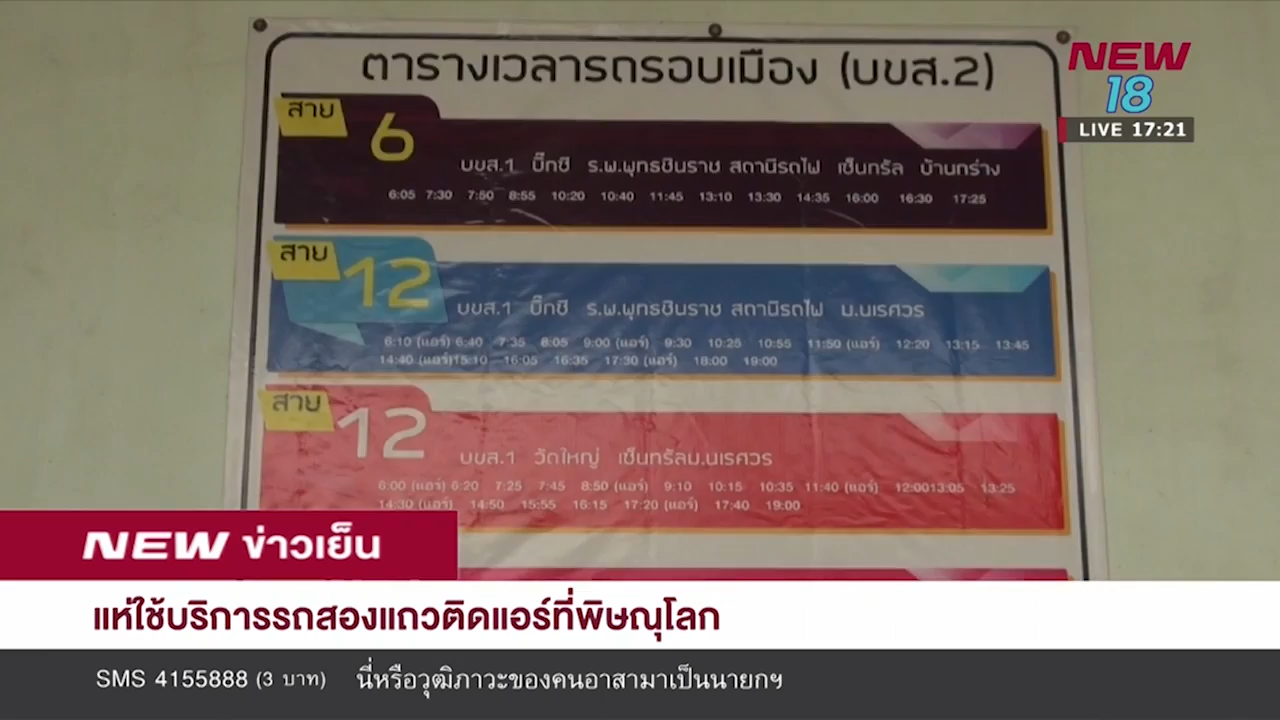 ตารางเวลารถรอบเมือง (บขส.2)
NEW
18
LIVE 17:21
สาย 6
บขส.1 บิ๊กซี ร.พ.พุทธชินราช สถานีรถไฟ เซ็นทรัล บ้านกร่าง
6:05 7:30 7:50 8:55 10:20 10:40 11:45 13:10 13:30 14:35 16:00 16:30 17:25
สาย 12
บขส.1 บิ๊กซี ร.พ.พุทธชินราช สถานีรถไฟ ม.นเรศวร
6:10 (แอร์) 6:40 7:35 8:05 9:00 (แอร์) 9:30 10:25 10:55 11:50 (แอร์) 12:20 13:15 13:45
14:40 (แอร์)15:10 16:05 16:35 17:30 (แอร์) 18:00 19:00
สาย 12
บขส.1 วัดใหญ่ เซ็นทรัลม.นเรศวร
6:00 (แอร์) 6:20 7:25 7:45 8:50 (แอร์) 9:10 10:15 10:35 11:40 (แอร์) 12:0013:05 13:25
14:30 (แอร์) 14:50 15:55 16:15 17:20 (แอร์) 17:40 19:00
NEW ข่าวเย็น
แห่ใช้บริการรถสองแถวติดแอร์ที่พิษณุโลก
SMS 4155888 (3 บาท) นี่หรือวุฒิภาวะของคนอาสามาเป็นนายกฯ